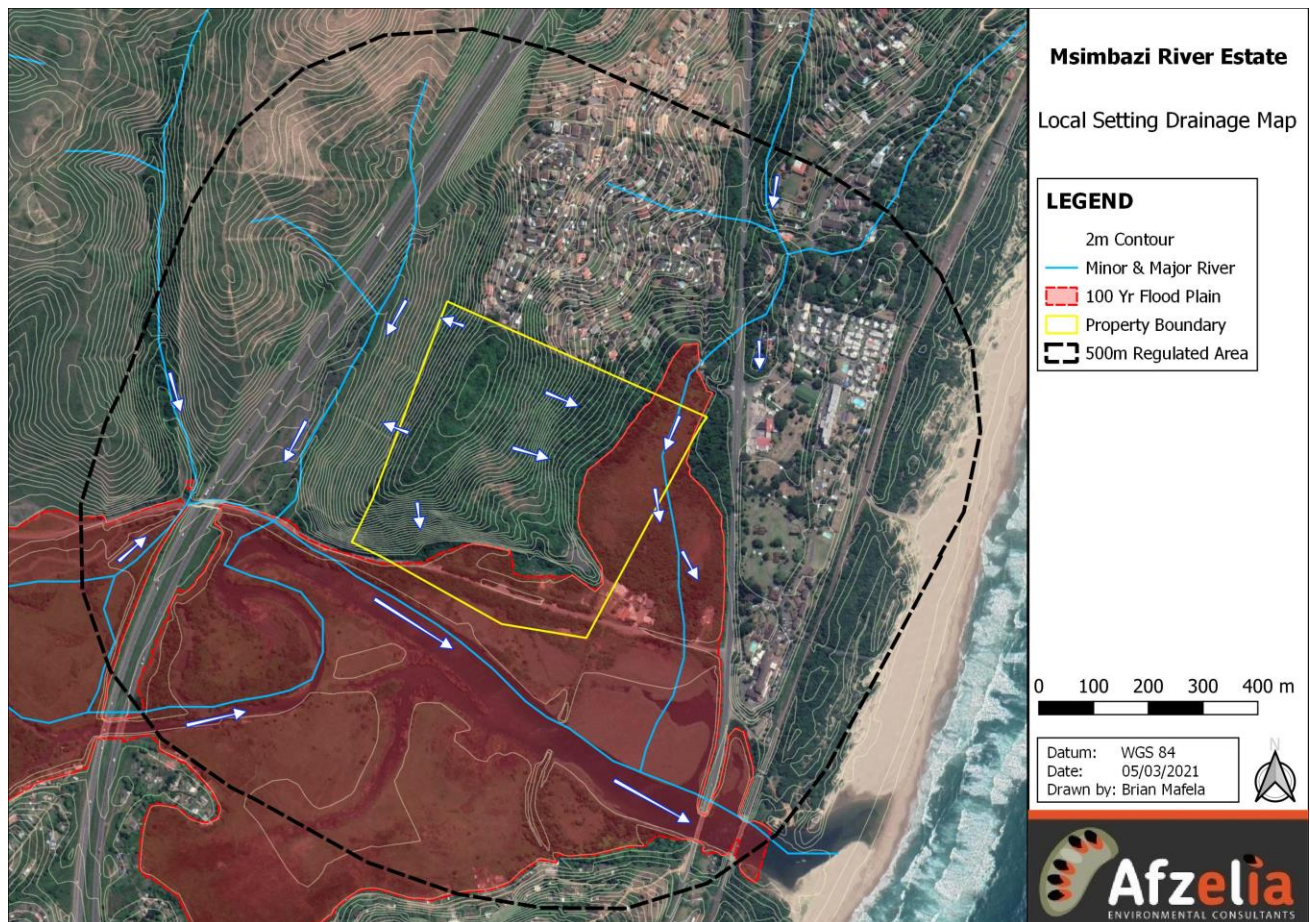 Msimbazi River Estate
Local Setting Drainage Map
LEGEND
2m Contour
Minor & Major River
100 Yr Flood Plain
Property Boundary
500m Regulated Area
0 100 200 300 400 m
Datum: WGS 84
Date: 05/03/2021
Drawn by: Brian Mafela
N
Afzelia
ENVIRONMENTAL CONSULTANTS